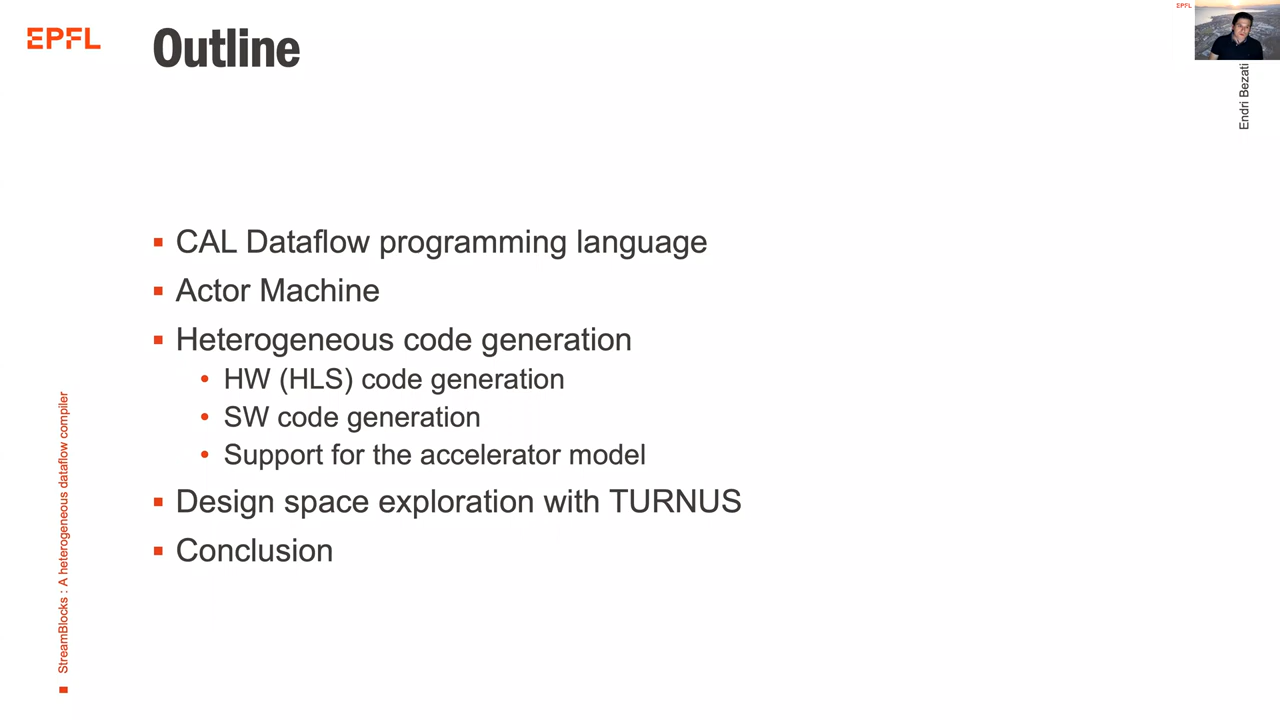 EPFL
Outline
EPFL
Endri Bezati
CAL Dataflow programming language
Actor Machine
Heterogeneous code generation
HW (HLS) code generation
SW code generation
Support for the accelerator model
Design space exploration with TURNUS
Conclusion
StreamBlocks : A heterogeneous dataflow compiler